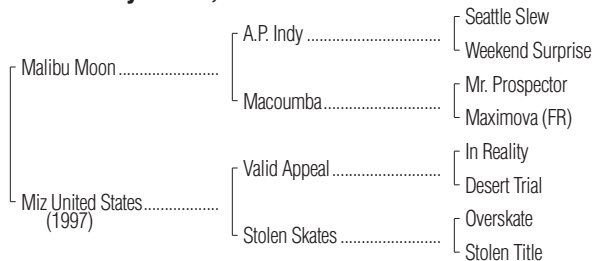 Seattle Slew
A.P. Indy
Weekend Surprise
Malibu Moon
Mr. Prospector
Macoumba
Maximova (FR)
In Reality
Valid Appeal
Desert Trial
Miz United States
(1997)
Overskate
Stolen Skates
Stolen Title